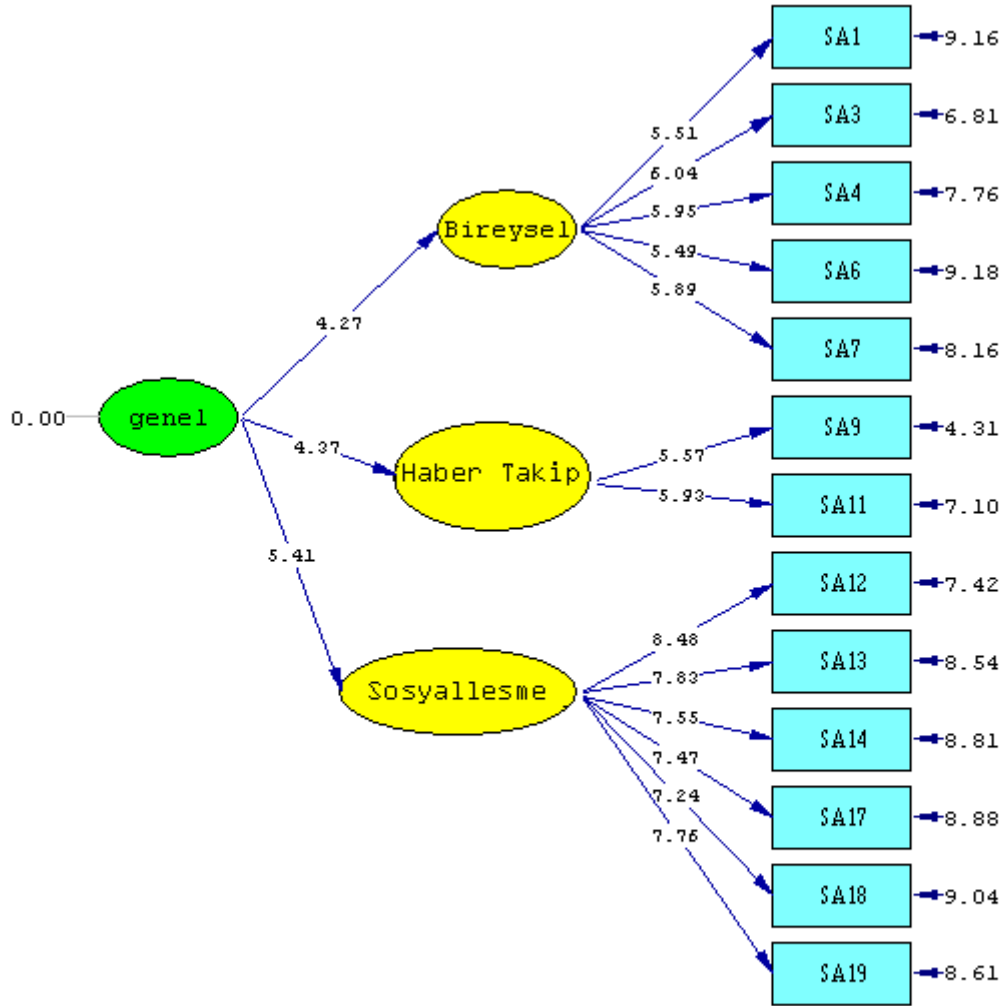 SA1
9.16
SA3
6.81
5.51
6.04
SA4
7.76
5.95
Bireysel
5.49
SA6
9.18
5.89
4.27
SA7
8.16
0.00
genel
SA9
4.31
4.37
5.57
Haber Takip
5.93
SA11
7.10
5.41
SA12
7.42
8.48
SA13
8.54
7.83
Sosyallesme
7.55
SA14
8.81
7.47
7.24
SA17
8.88
7.76
SA18
9.04
SA19
8.61